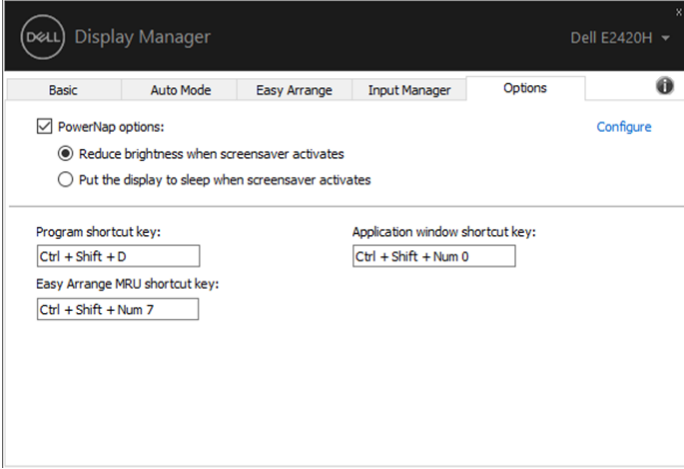 x
DELL Display Manager
Dell E2420H
Basic Auto Mode Easy Arrange Input Manager Options i
PowerNap options: Configure
Reduce brightness when screensaver activates
Put the display to sleep when screensaver activates
Program shortcut key: Application window shortcut key:
Ctrl + Shift + D Ctrl + Shift + Num 0
Easy Arrange MRU shortcut key:
Ctrl + Shift + Num 7